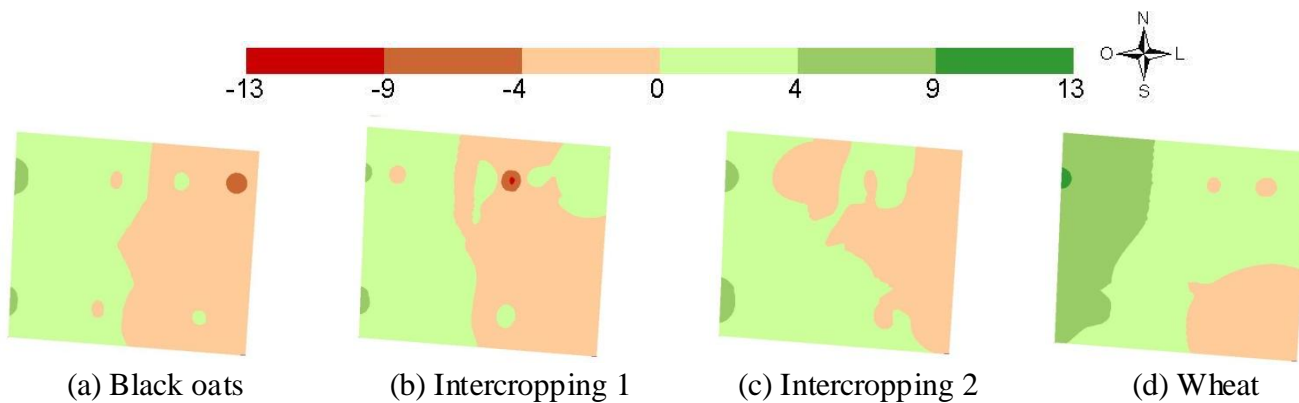 N
O L
S
-13 -9 -4 0 4 9 13
(a) Black oats (b) Intercropping 1 (c) Intercropping 2 (d) Wheat